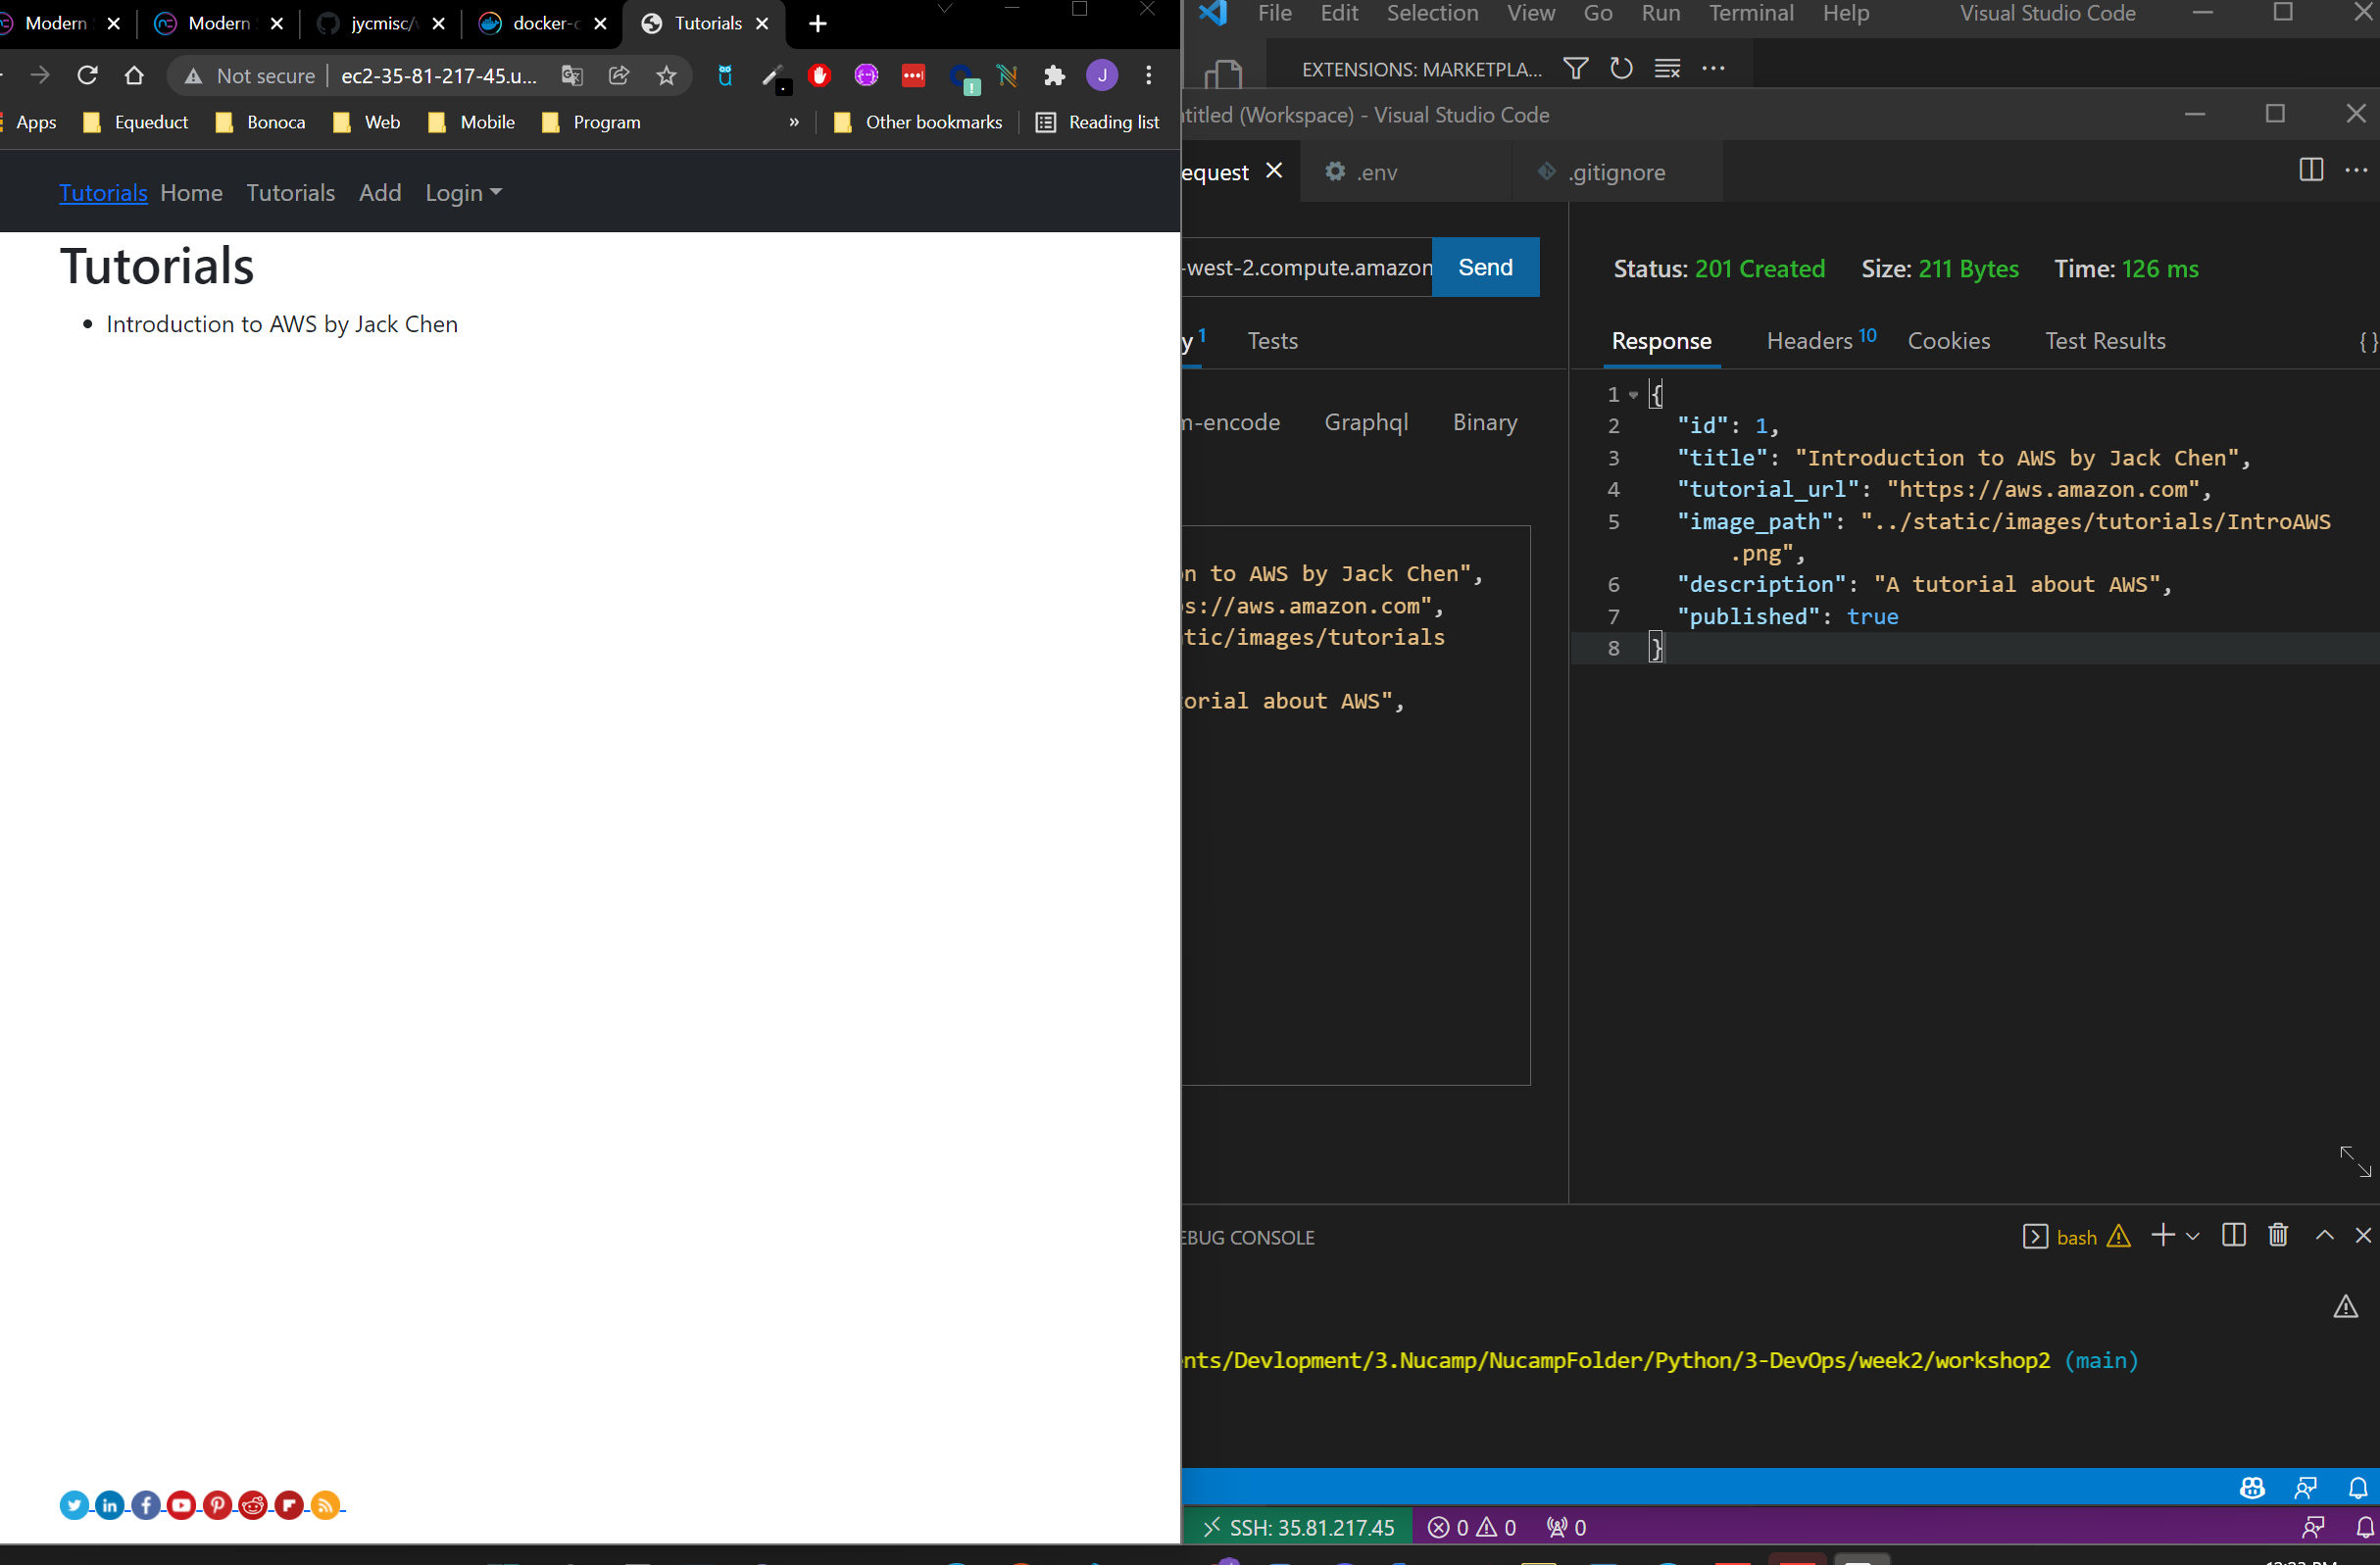 Modern
Modern
jycmisc/
docker-c
Tutorials
Not secure
ec2-35-81-217-45.u...
J
Apps
Equeduct
Bonoca
Web
Mobile
Program
»
Other bookmarks
Reading list
Tutorials Home Tutorials Add Login
Tutorials
• Introduction to AWS by Jack Chen
File Edit Selection View Go Run Terminal Help
Visual Studio Code
EXTENSIONS: MARKETPLA...
ntitled (Workspace) - Visual Studio Code
equest
.env
.gitignore
-west-2.compute.amazon
Send
y 1
Tests
m-encode Graphql Binary
n to AWS by Jack Chen",
s://aws.amazon.com",
tic/images/tutorials
orial about AWS",
Status: 201 Created Size: 211 Bytes Time: 126 ms
Response Headers 10 Cookies Test Results { }
1 {
2 "id": 1,
3 "title": "Introduction to AWS by Jack Chen",
4 "tutorial_url": "https://aws.amazon.com",
5 "image_path": "../static/images/tutorials/IntroAWS
.png",
6 "description": "A tutorial about AWS",
7 "published": true
8 }
EBUG CONSOLE
bash
nts/Devlopment/3.Nucamp/NucampFolder/Python/3-DevOps/week2/workshop2 (main)
SSH: 35.81.217.45
0 0 0